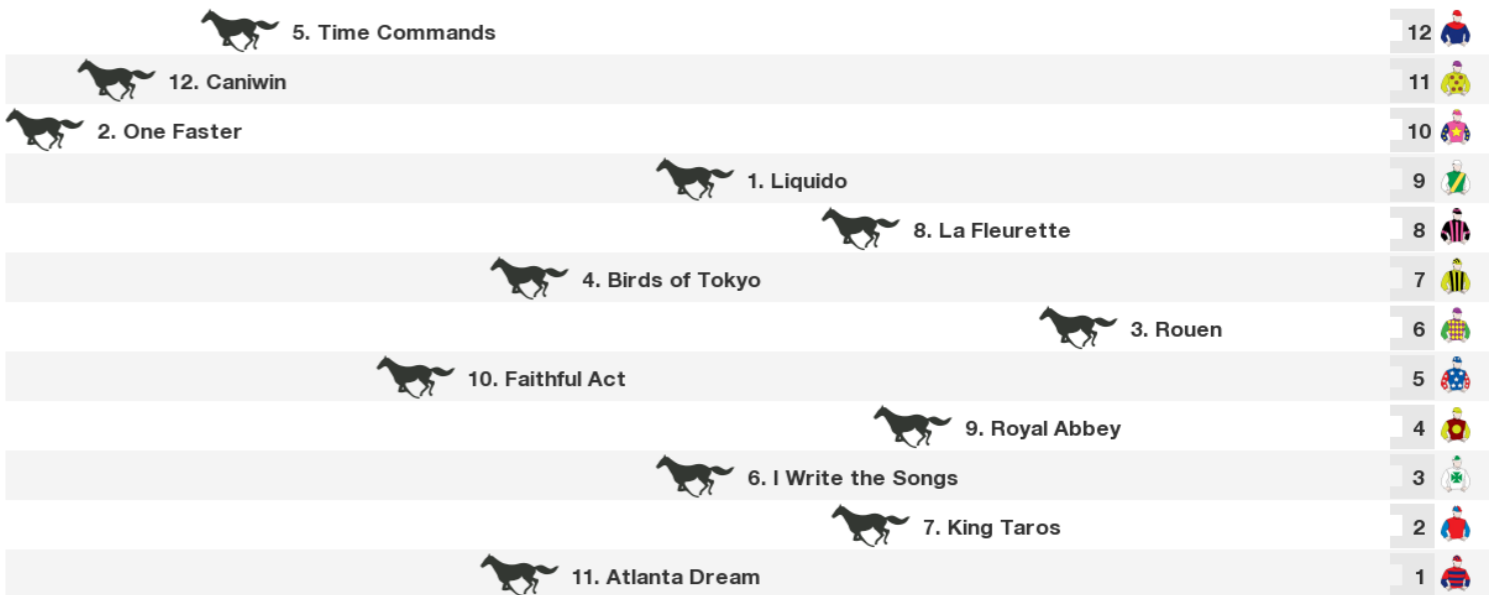 5. Time Commands 12
12. Caniwin 11
2. One Faster 10
1. Liquido 9
8. La Fleurette 8
4. Birds of Tokyo 7
3. Rouen 6
10. Faithful Act 5
9. Royal Abbey 4
6. I Write the Songs 3
7. King Taros 2
11. Atlanta Dream 1